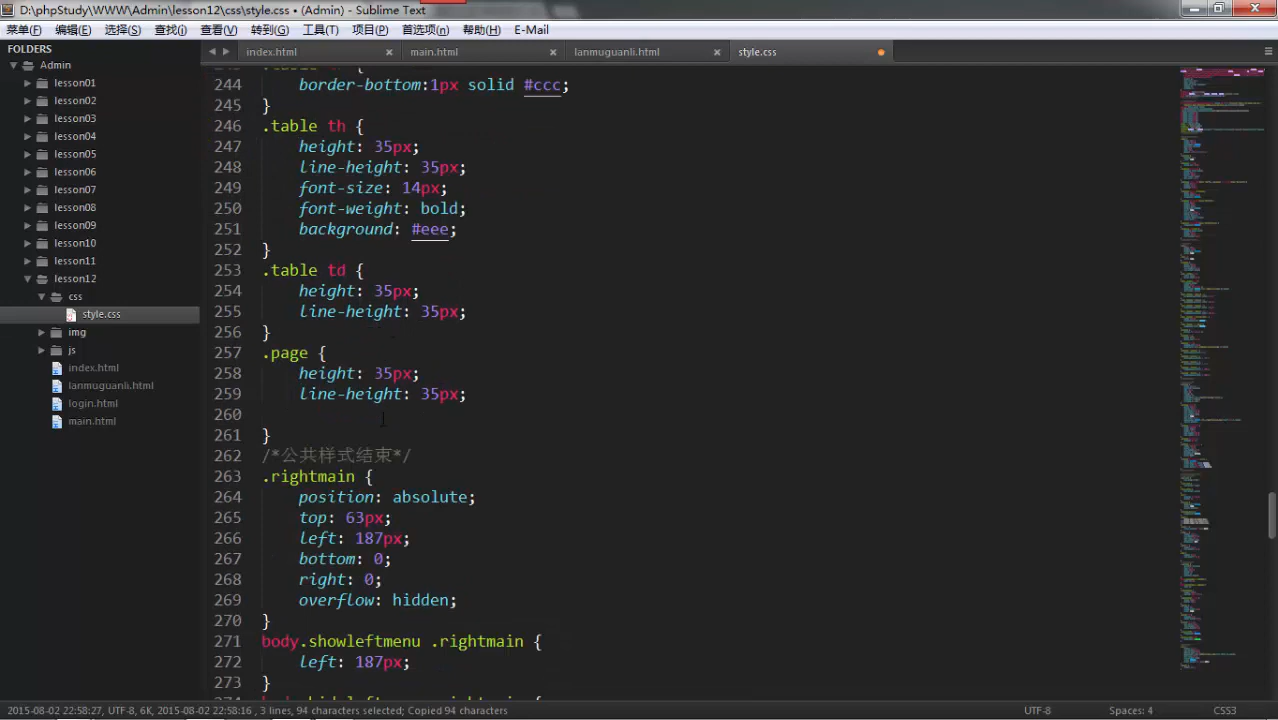 D:\phpStudy\WWW\Admin\lesson12\css\style.css • (Admin) - Sublime Text
菜单(F) 编辑(E) 选择(S) 查找(I) 查看(V) 转到(G) 工具(T) 项目(P) 首选项(n) 帮助(H) E-Mail
FOLDERS
Admin
lesson01
lesson02
lesson03
lesson04
lesson05
lesson06
lesson07
lesson08
lesson09
lesson10
lesson11
lesson12
css
style.css
img
js
index.html
lanmuguanli.html
login.html
main.html
index.html main.html lanmuguanli.html style.css
244 border-bottom:1px solid #ccc;
245 }
246 .table th {
247 height: 35px;
248 line-height: 35px;
249 font-size: 14px;
250 font-weight: bold;
251 background: #eee;
252 }
253 .table td {
254 height: 35px;
255 line-height: 35px;
256 }
257 .page {
258 height: 35px;
259 line-height: 35px;
260
261 }
262 /*公共样式结束*/
263 .rightmain {
264 position: absolute;
265 top: 63px;
266 left: 187px;
267 bottom: 0;
268 right: 0;
269 overflow: hidden;
270 }
271 body.showleftmenu .rightmain {
272 left: 187px;
273 }
2015-08-02 22:58:27, UTF-8, 6K, 2015-08-02 22:58:16 , 3 lines, 94 characters selected; Copied 94 characters UTF-8 Spaces: 4 CSS3